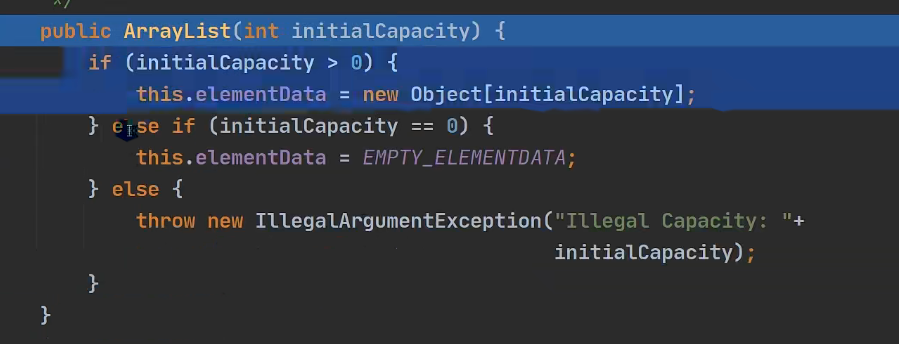 */
public ArrayList(int initialCapacity) {
if (initialCapacity > 0) {
this.elementData = new Object[initialCapacity];
} else if (initialCapacity == 0) {
this.elementData = EMPTY_ELEMENTDATA;
} else {
throw new IllegalArgumentException("Illegal Capacity: "+
initialCapacity);
}
}